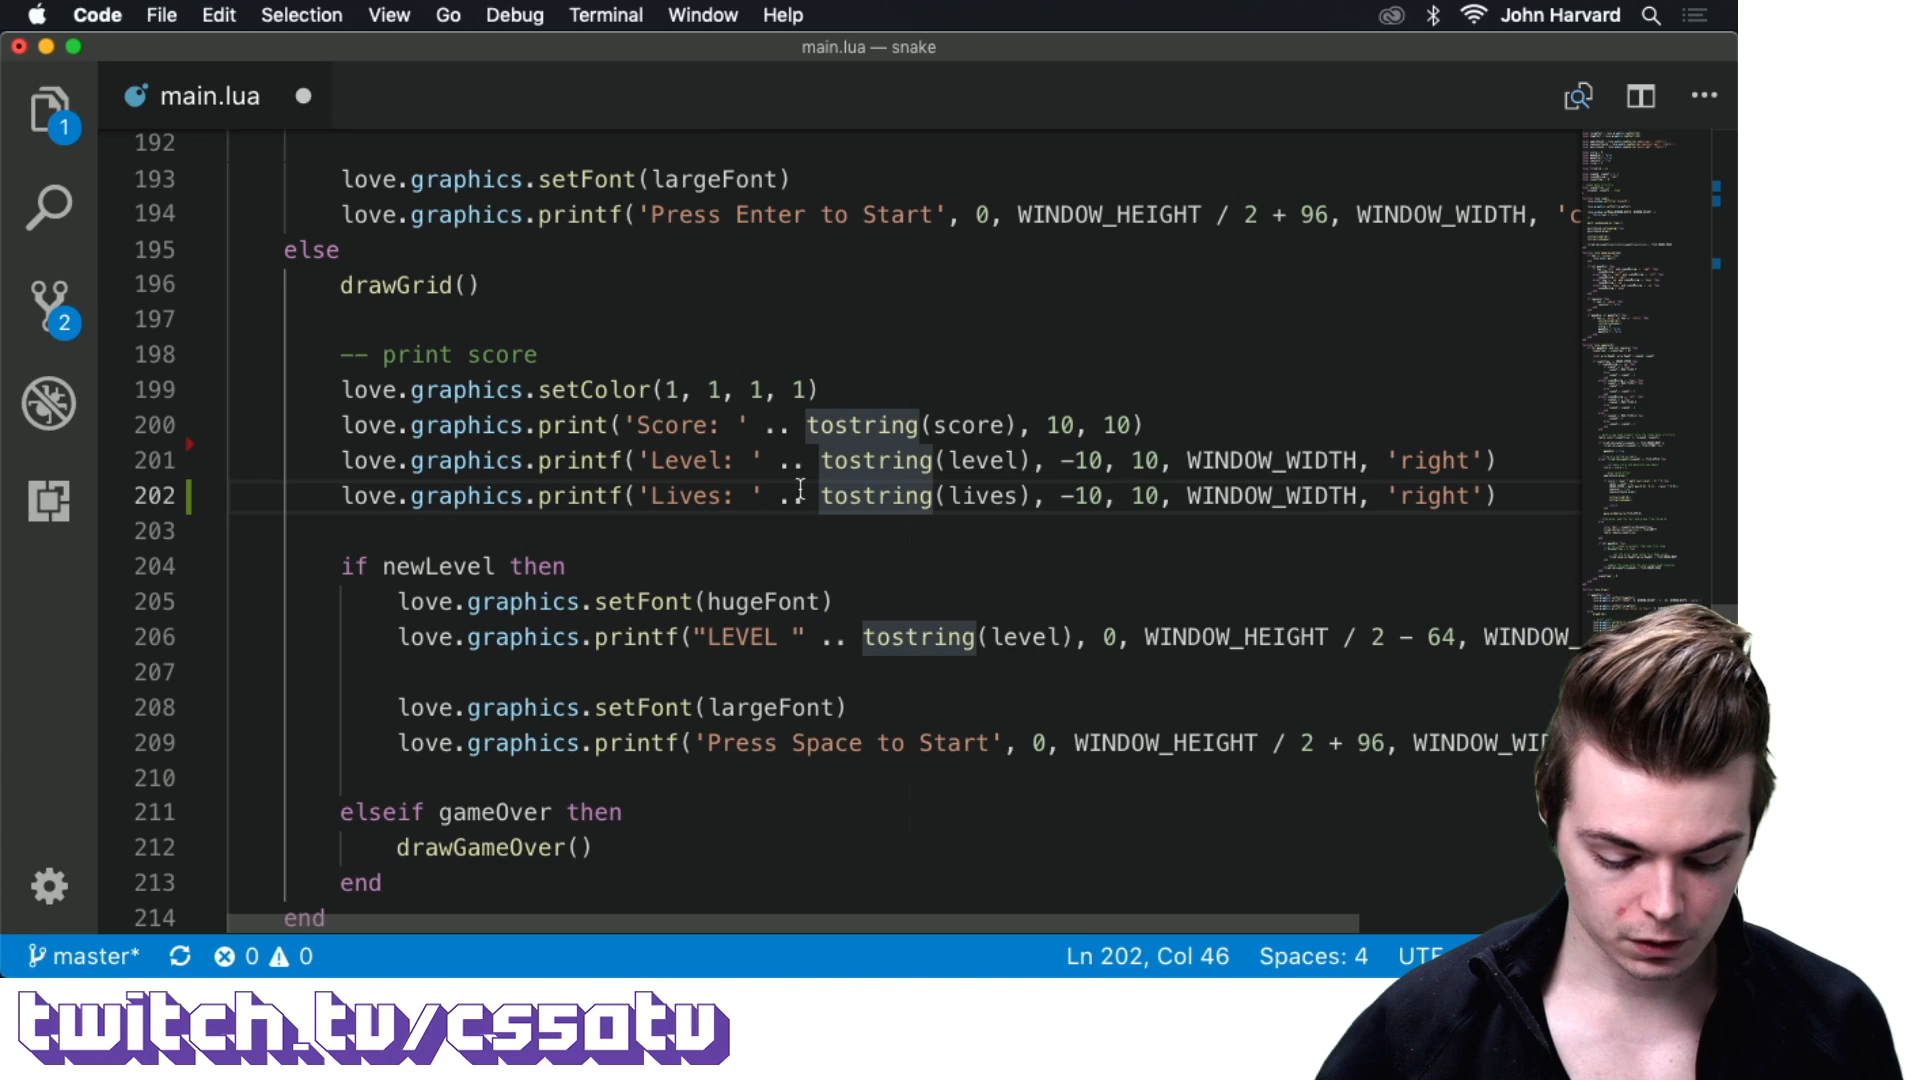 Code File Edit Selection View Go Debug Terminal Window Help John Harvard
main.lua — snake
main.lua
1
2
192
193 love.graphics.setFont(largeFont)
194 love.graphics.printf('Press Enter to Start', 0, WINDOW_HEIGHT / 2 + 96, WINDOW_WIDTH, 'c
195 else
196 drawGrid()
197
198 -- print score
199 love.graphics.setColor(1, 1, 1, 1)
200 love.graphics.print('Score: ' .. tostring(score), 10, 10)
201 love.graphics.printf('Level: ' .. tostring(level), -10, 10, WINDOW_WIDTH, 'right')
202 love.graphics.printf('Lives: ' .. tostring(lives), -10, 10, WINDOW_WIDTH, 'right')
203
204 if newLevel then
205 love.graphics.setFont(hugeFont)
206 love.graphics.printf("LEVEL " .. tostring(level), 0, WINDOW_HEIGHT / 2 - 64, WINDOW_
207
208 love.graphics.setFont(largeFont)
209 love.graphics.printf('Press Space to Start', 0, WINDOW_HEIGHT / 2 + 96, WINDOW_WI
210
211 elseif gameOver then
212 drawGameOver()
213 end
214 end
master* 0 0 Ln 202, Col 46 Spaces: 4 UTF
twitch.tv/cs50tv